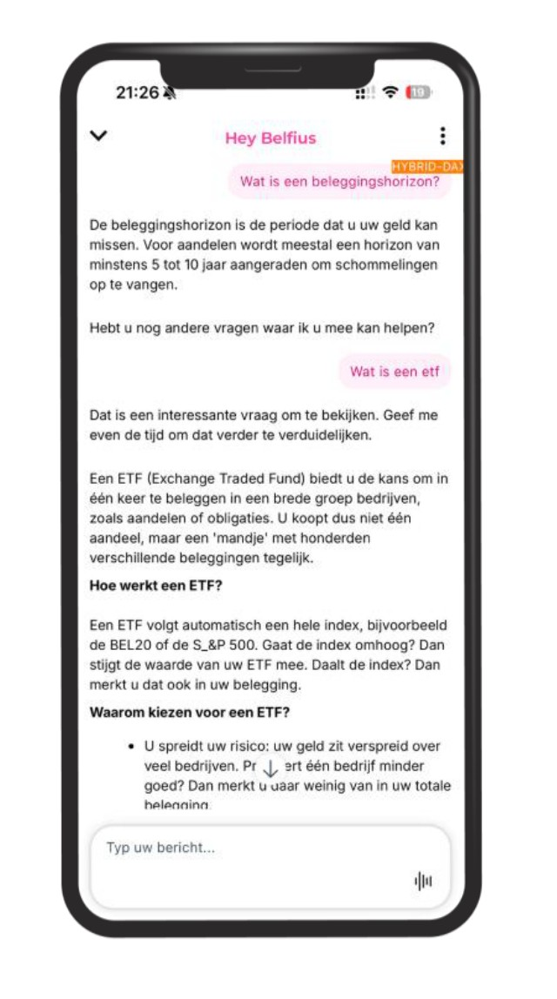 21:26
19
Hey Belfius
HYBRID-DAX
Wat is een beleggingshorizon?
De beleggingshorizon is de periode dat u uw geld kan
missen. Voor aandelen wordt meestal een horizon van
minstens 5 tot 10 jaar aangeraden om schommelingen
op te vangen.
Hebt u nog andere vragen waar ik u mee kan helpen?
Wat is een etf
Dat is een interessante vraag om te bekijken. Geef me
even de tijd om dat verder te verduidelijken.
Een ETF (Exchange Traded Fund) biedt u de kans om in
één keer te beleggen in een brede groep bedrijven,
zoals aandelen of obligaties. U koopt dus niet één
aandeel, maar een 'mandje' met honderden
verschillende beleggingen tegelijk.
Hoe werkt een ETF?
Een ETF volgt automatisch een hele index, bijvoorbeeld
de BEL20 of de S_&P 500. Gaat de index omhoog? Dan
stijgt de waarde van uw ETF mee. Daalt de index? Dan
merkt u dat ook in uw belegging.
Waarom kiezen voor een ETF?
• U spreidt uw risico: uw geld zit verspreid over
veel bedrijven. Pr ert één bedrijf minder
goed? Dan merkt u daar weinig van in uw totale
belegging.
Typ uw bericht...